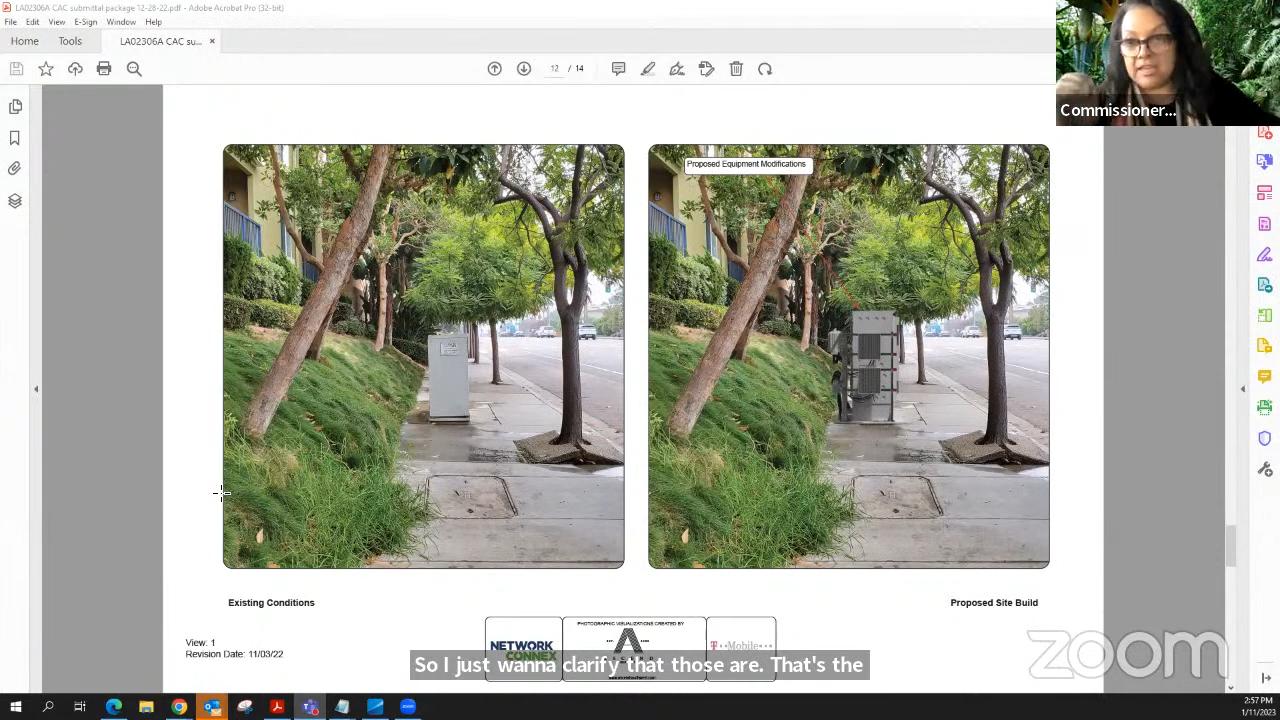 LA02306A CAC submittal package 12-28-22.pdf - Adobe Acrobat Pro (32-bit)
File Edit View E-Sign Window Help
Home Tools LA02306A CAC su... ×
12 / 14
Commissioner...
Proposed Equipment Modifications
Existing Conditions
Proposed Site Build
View: 1
Revision Date: 11/03/22
NETWORK
CONNEX
PHOTOGRAPHIC VISUALIZATIONS CREATED BY
T··Mobile··
So I just wanna clarify that those are. That's the
zoom
2:57 PM
1/11/2023